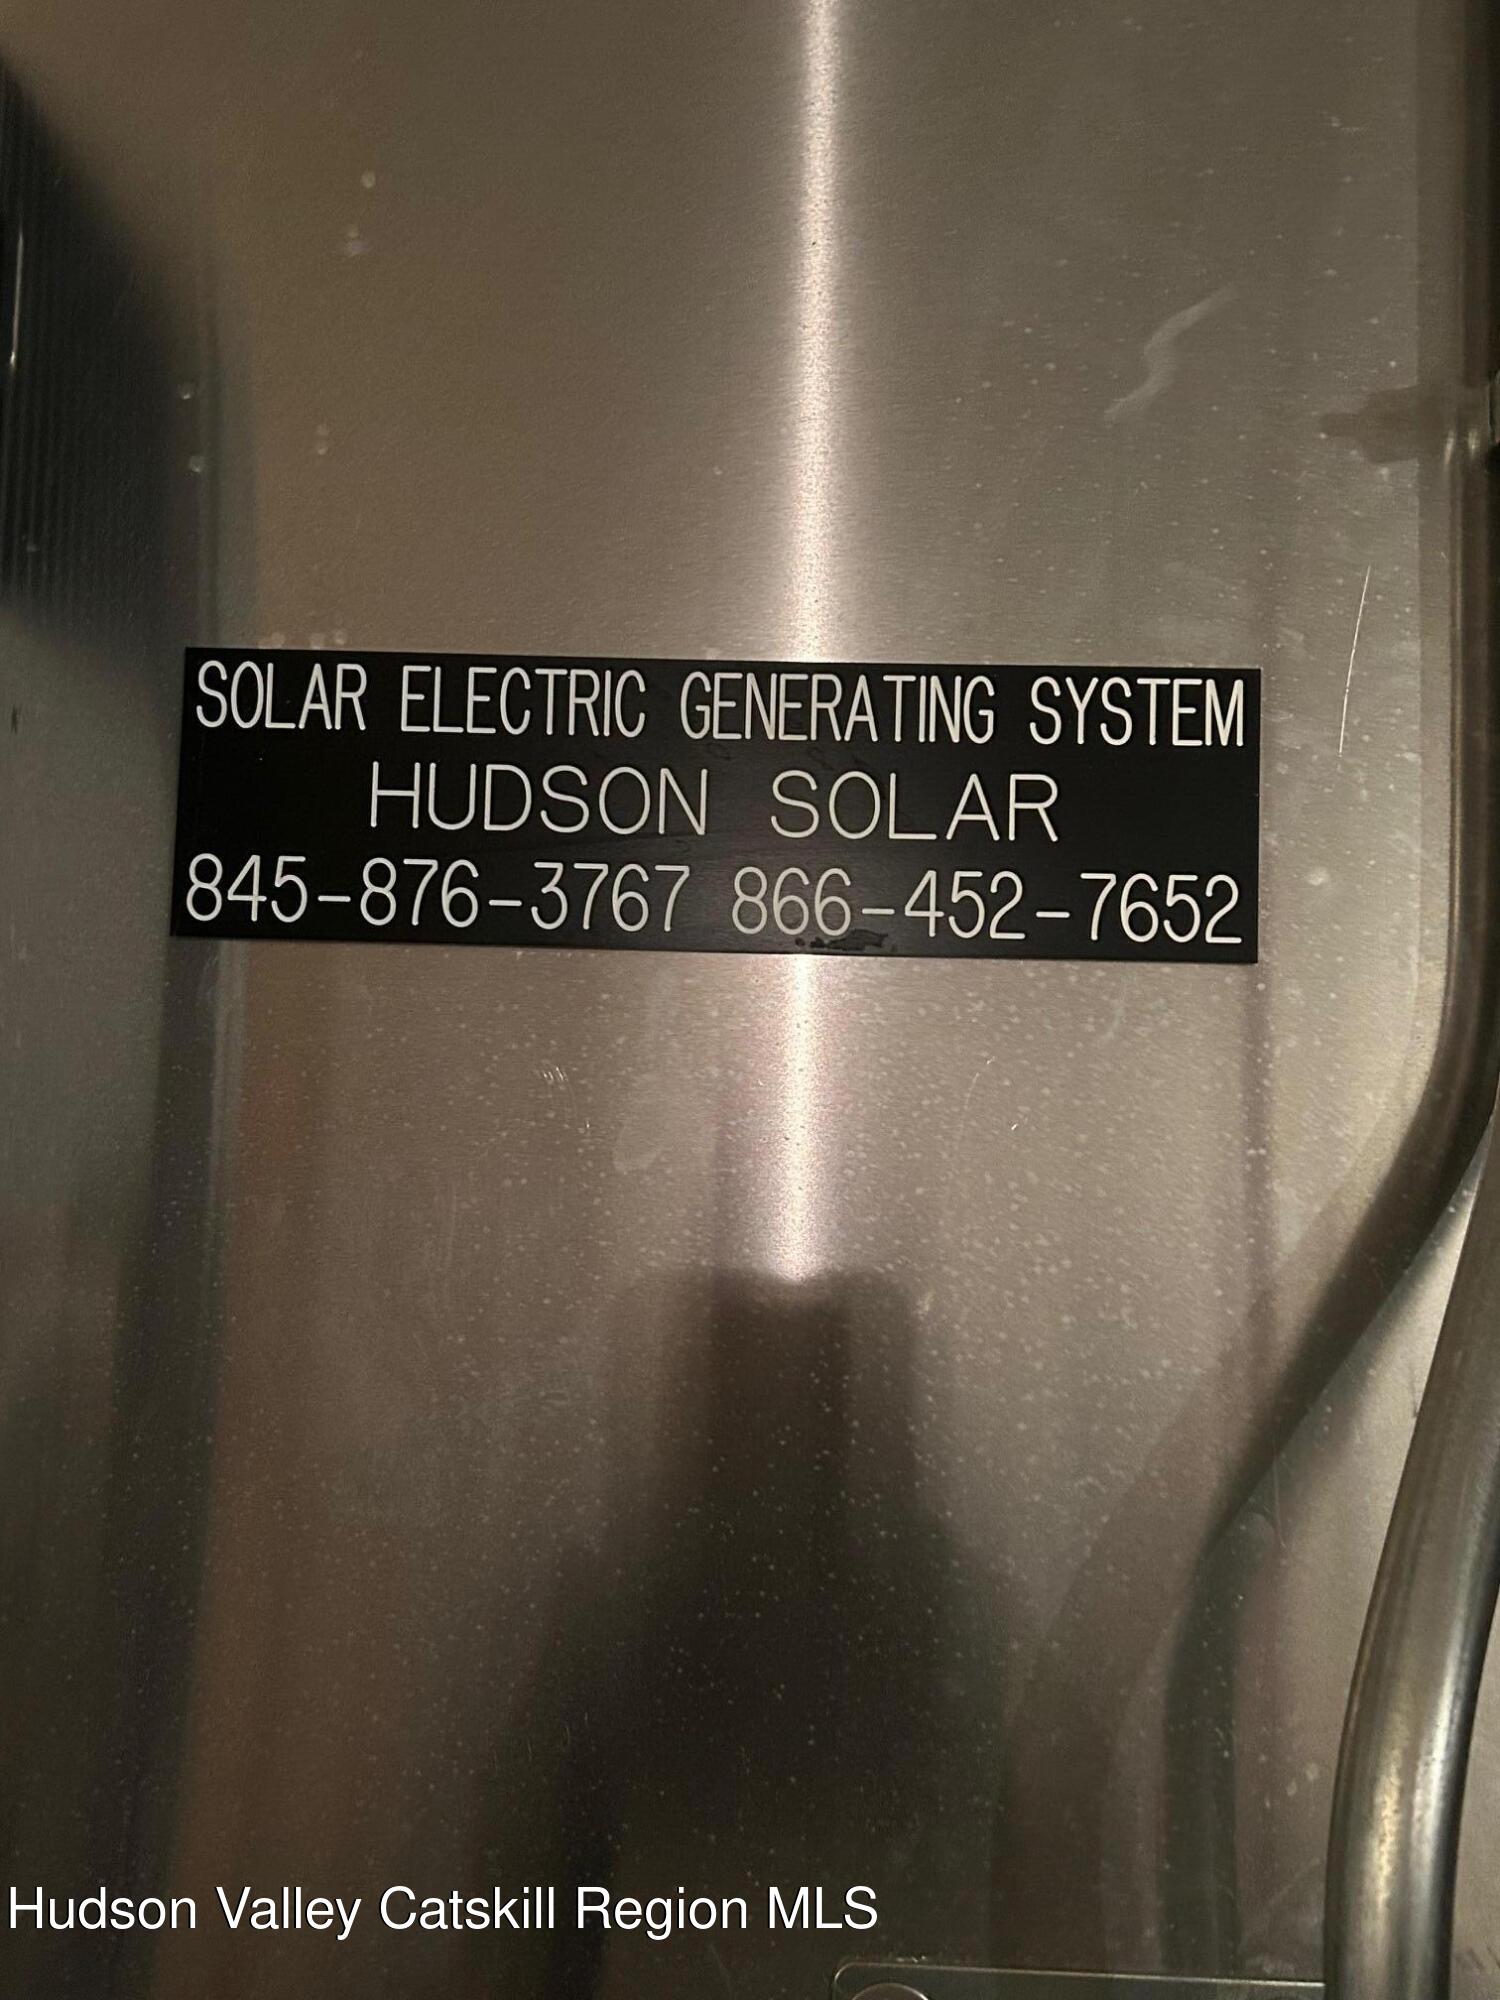 SOLAR ELECTRIC GENERATING SYSTEM
HUDSON SOLAR
845-876-3767 866-452-7652
Hudson Valley Catskill Region MLS